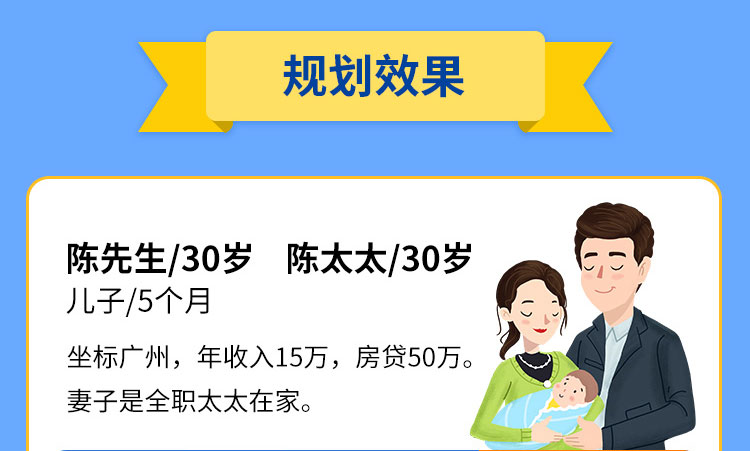 规划效果
陈先生/30岁 陈太太/30岁
儿子/5个月
坐标广州，年收入15万，房贷50万。
妻子是全职太太在家。